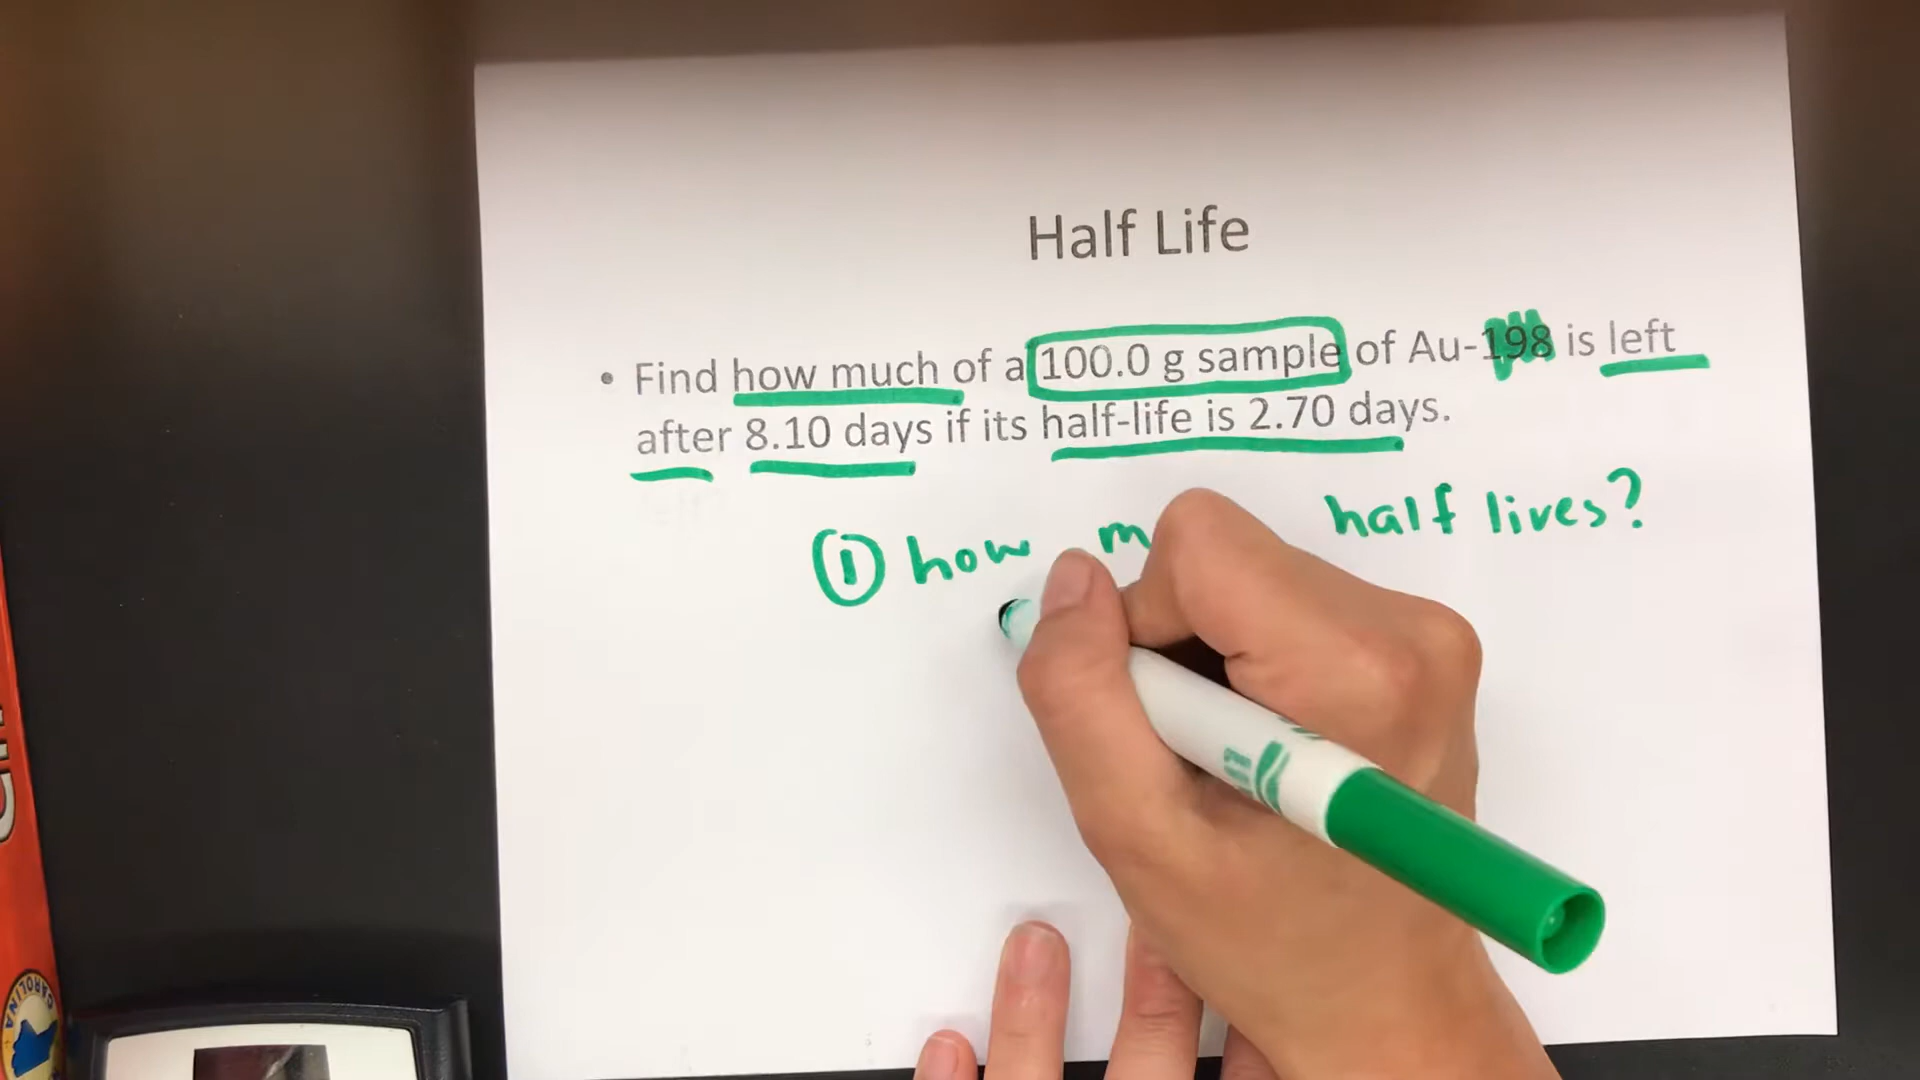 Half Life
• Find how much of a 100.0 g sample of Au-198 is left
after 8.10 days if its half-life is 2.70 days.
① how m half lives?
CAROLINA